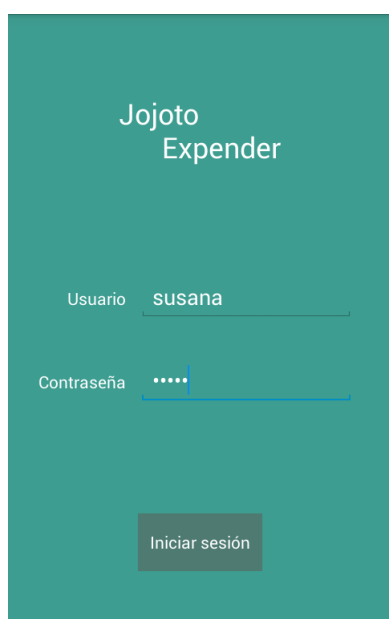 Jojoto
Expender
Usuario susana
Contraseña •••••
Iniciar sesión